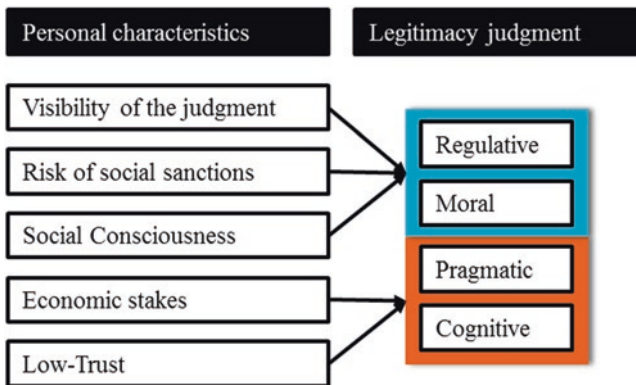 Personal characteristics
Legitimacy judgment
Visibility of the judgment
Risk of social sanctions
Social Consciousness
Economic stakes
Low-Trust
Regulative
Moral
Pragmatic
Cognitive